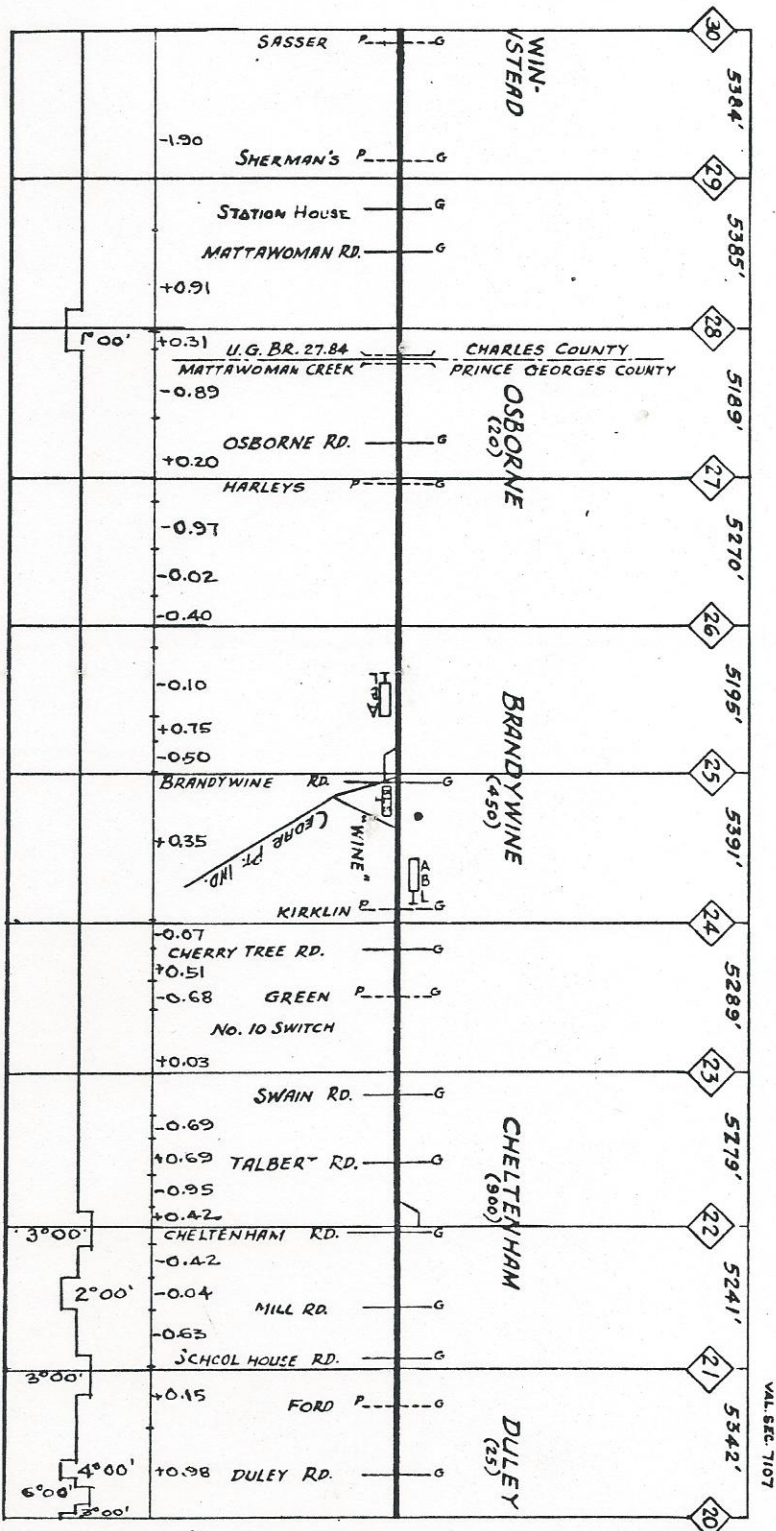 30
SASSER P G
WIN-
STEAD
5384'
-1.90
SHERMAN'S P G
29
STATION HOUSE G
MATTAWOMAN RD. G
5385'
+0.91
28
1°00'
+0.31
U.G. BR. 27.84 CHARLES COUNTY
MATTAWOMAN CREEK PRINCE GEORGES COUNTY
-0.89
5189'
OSBORNE
(20)
OSBORNE RD. G
+0.20
27
HARLEYS P G
-0.97
5270'
-0.02
-0.40
26
-0.10
5195'
BRANDYWINE
(450)
+0.75
-0.50
25
BRANDYWINE RD. G
+0.35
CEDAR PT. IND.
"WINE"
5391'
A
B
L
KIRKLIN P G
24
-0.07
CHERRY TREE RD. G
+0.51
-0.68 GREEN P G
5289'
No. 10 SWITCH
+0.03
23
SWAIN RD. G
-0.69
CHELTENHAM
(900)
5279'
+0.69 TALBERT RD. G
-0.95
+0.42
22
3°00'
CHELTENHAM RD. G
-0.42
2°00' -0.04
5241'
MILL RD. G
-0.63
SCHOOL HOUSE RD. G
21
3°00'
+0.15
FORD P G
DULEY
(25)
5342'
4°00' +0.98 DULEY RD. G
6°00'
20
VAL. SEC. 7107